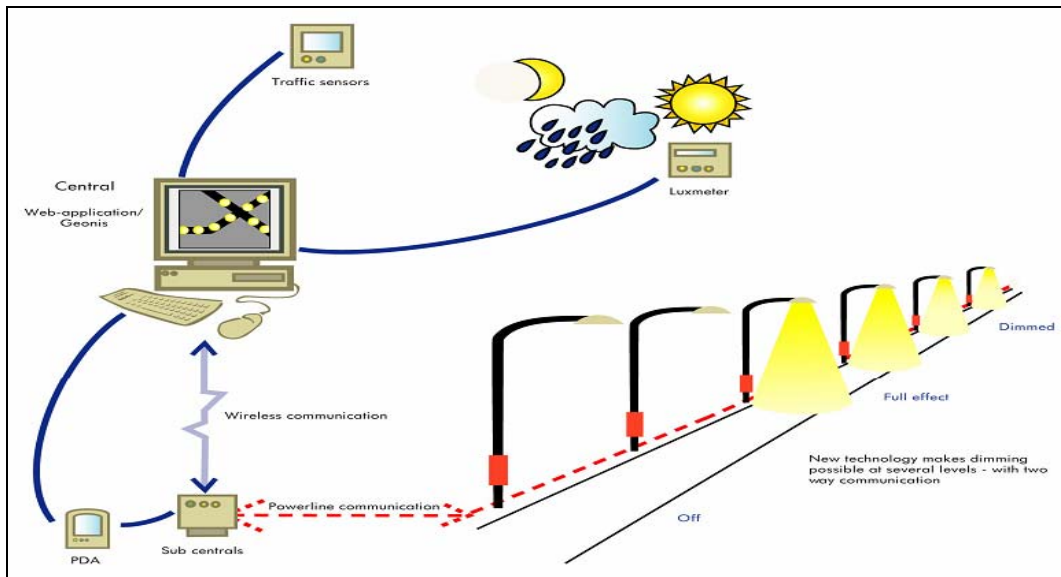 Traffic sensors
Central
Web-application/
Geonis
Luxmeter
Dimmed
Full effect
Wireless communication
New technology makes dimming
possible at several levels - with two
way communication
Powerline communication
Off
Sub centrals
PDA